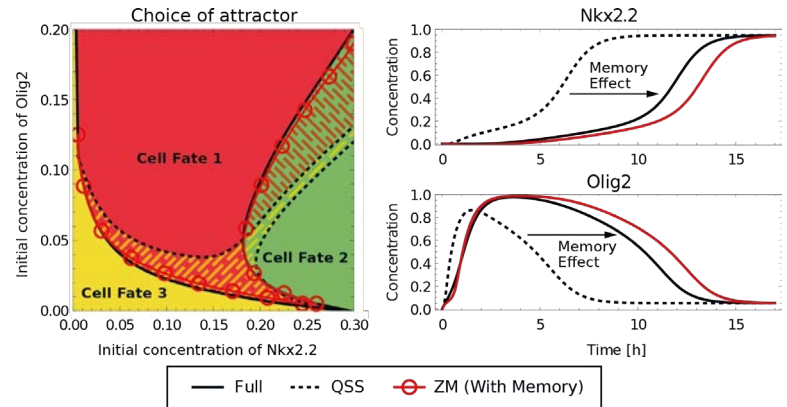 Choice of attractor
Initial concentration of Olig2
0.20
0.15
0.10
0.05
0.00
Cell Fate 1
Cell Fate 2
Cell Fate 3
0.00 0.05 0.10 0.15 0.20 0.25 0.30
Initial concentration of Nkx2.2
Nkx2.2
Concentration
1.0
0.8
0.6
0.4
0.2
0
Memory
Effect
0 5 10 15
Olig2
Concentration
1.0
0.8
0.6
0.4
0.2
0.0
Memory
Effect
0 5 10 15
Time [h]
Full QSS ZM (With Memory)